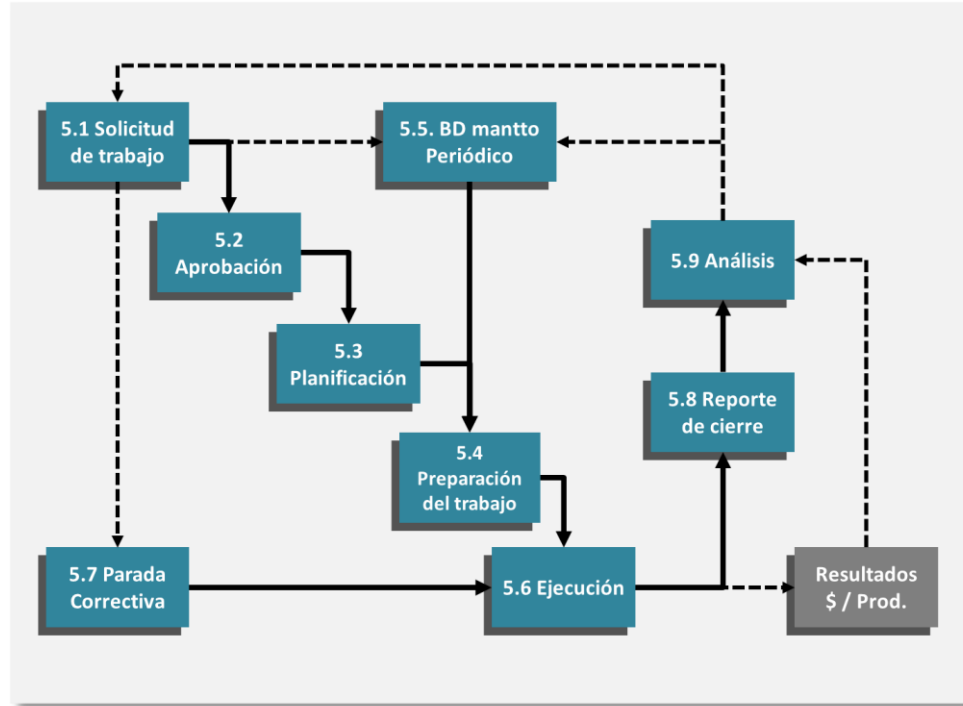 5.1 Solicitud
de trabajo
5.5. BD mantto
Periódico
5.2
Aprobación
5.9 Análisis
5.3
Planificación
5.8 Reporte
de cierre
5.4
Preparación
del trabajo
5.7 Parada
Correctiva
5.6 Ejecución
Resultados
$ / Prod.